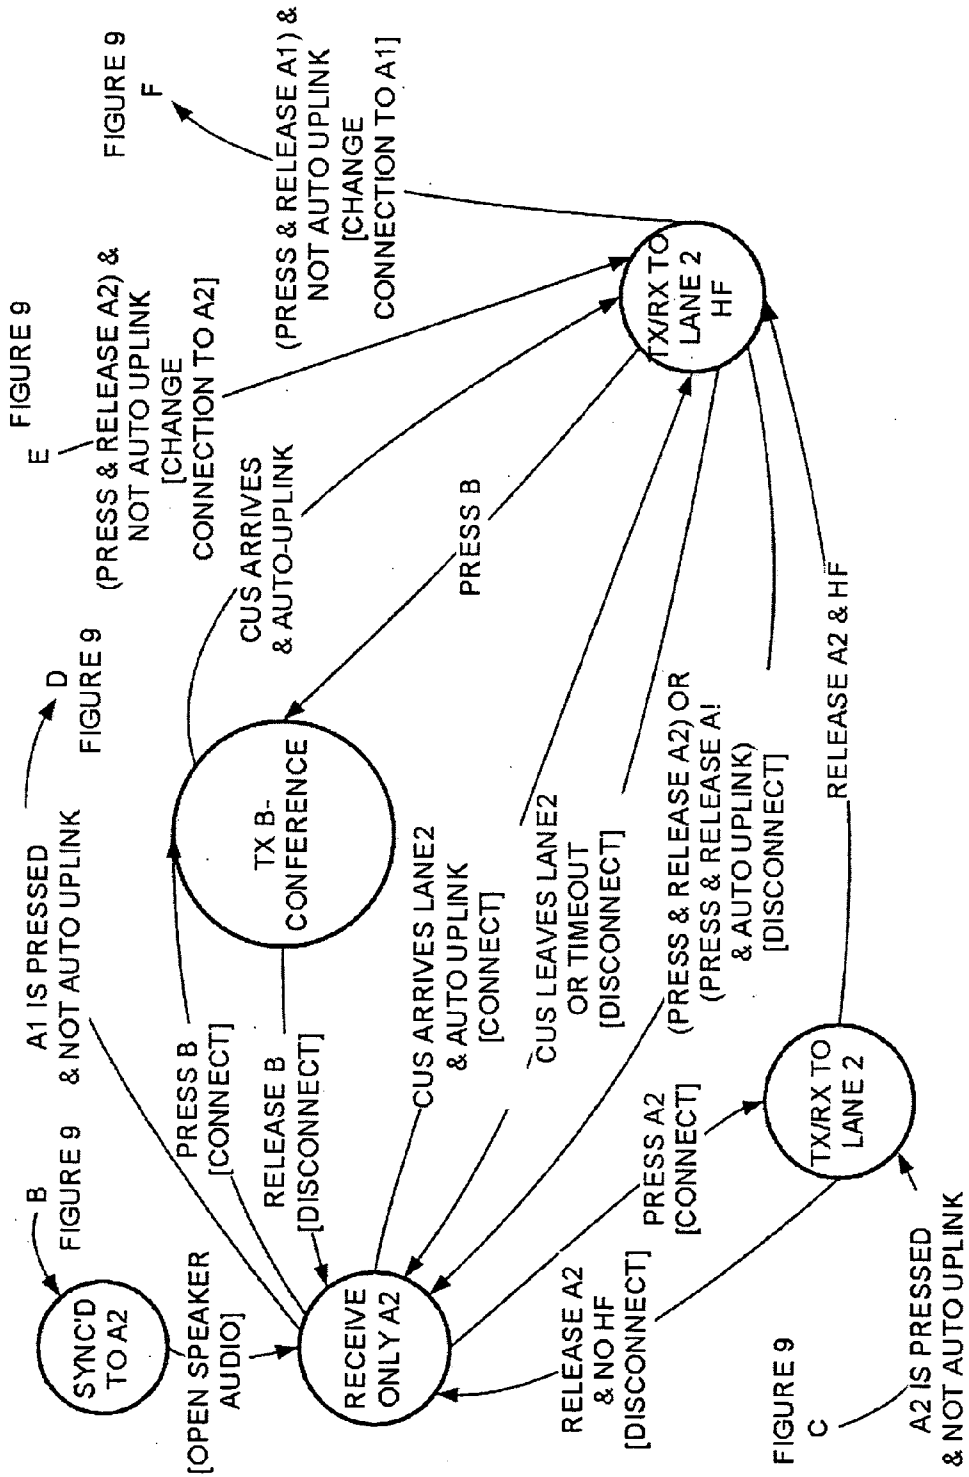 B
FIGURE 9
SYNC'D
TO A2
[OPEN SPEAKER
AUDIO]
A1 IS PRESSED
& NOT AUTO UPLINK
D
FIGURE 9
PRESS B
[CONNECT]
RELEASE B
[DISCONNECT]
RECEIVE
ONLY A2
TX B-
CONFERENCE
CUS ARRIVES
& AUTO-UPLINK
FIGURE 9
E
(PRESS & RELEASE A2) &
NOT AUTO UPLINK
[CHANGE
CONNECTION TO A2]
FIGURE 9
F
(PRESS & RELEASE A1) &
NOT AUTO UPLINK
[CHANGE
CONNECTION TO A1]
PRESS B
TX/RX TO
LANE 2
HF
CUS ARRIVES LANE2
& AUTO UPLINK
[CONNECT]
CUS LEAVES LANE2
OR TIMEOUT
[DISCONNECT]
(PRESS & RELEASE A2) OR
(PRESS & RELEASE A!
& AUTO UPLINK)
[DISCONNECT]
RELEASE A2 & HF
PRESS A2
[CONNECT]
RELEASE A2
& NO HF
[DISCONNECT]
TX/RX TO
LANE 2
FIGURE 9
C
A2 IS PRESSED
& NOT AUTO UPLINK